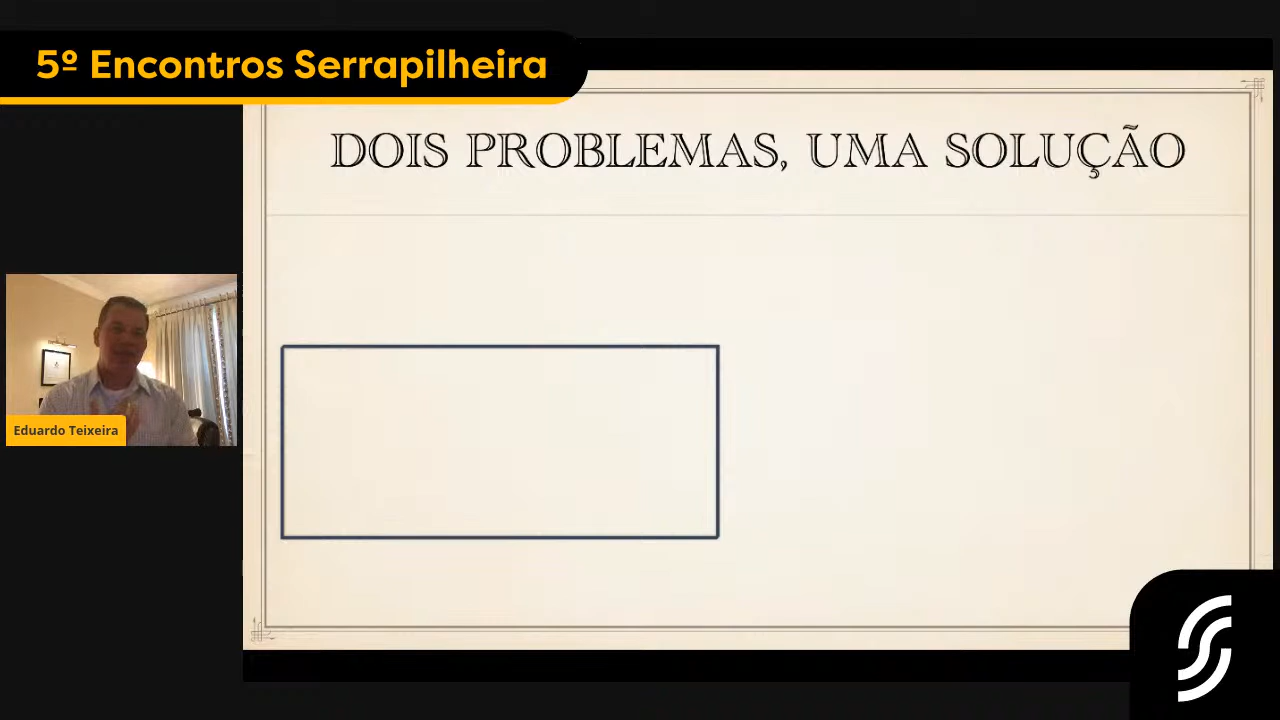 5º Encontros Serrapilheira
DOIS PROBLEMAS, UMA SOLUÇÃO
Eduardo Teixeira